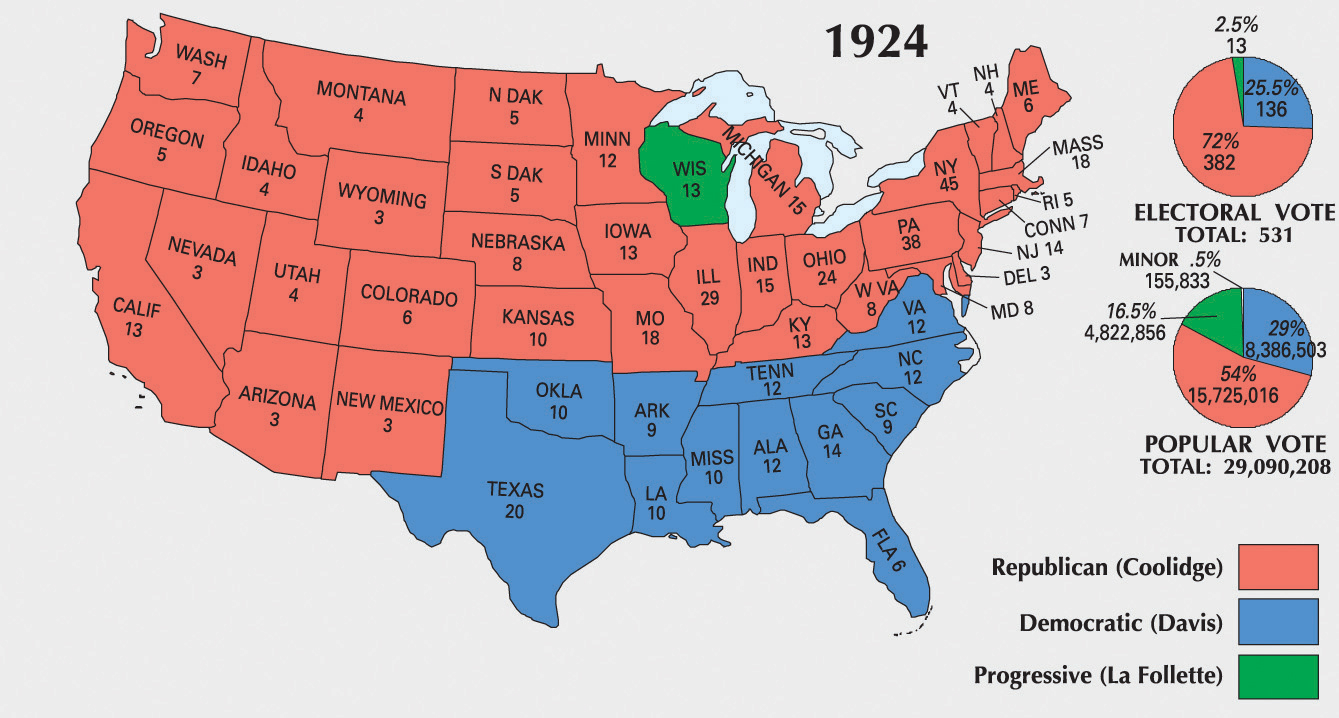 1924
WASH
7
OREGON
5
CALIF
13
NEVADA
3
IDAHO
4
MONTANA
4
WYOMING
3
UTAH
4
COLORADO
6
ARIZONA
3
NEW MEXICO
3
N DAK
5
S DAK
5
NEBRASKA
8
KANSAS
10
OKLA
10
TEXAS
20
MINN
12
IOWA
13
MO
18
ARK
9
LA
10
WIS
13
ILL
29
MICHIGAN 15
IND
15
OHIO
24
KY
13
TENN
12
MISS
10
ALA
12
GA
14
FLA 6
SC
9
NC
12
VA
12
W VA
8
PA
38
NY
45
VT
4
NH
4
ME
6
MASS
18
RI 5
CONN 7
NJ 14
DEL 3
MD 8
2.5%
13
25.5%
136
72%
382
ELECTORAL VOTE
TOTAL: 531
MINOR .5%
155,833
16.5%
4,822,856
29%
8,386,503
54%
15,725,016
POPULAR VOTE
TOTAL: 29,090,208
Republican (Coolidge)
Democratic (Davis)
Progressive (La Follette)